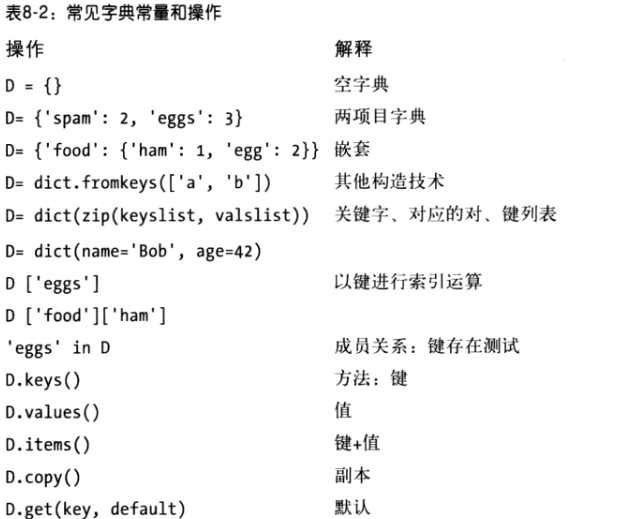 表8-2：常见字典常量和操作
操作 解释
D = {} 空字典
D= {'spam': 2, 'eggs': 3} 两项目字典
D= {'food': {'ham': 1, 'egg': 2}} 嵌套
D= dict.fromkeys(['a', 'b']) 其他构造技术
D= dict(zip(keyslist, valslist)) 关键字、对应的对、键列表
D= dict(name='Bob', age=42)
D ['eggs'] 以键进行索引运算
D ['food']['ham']
'eggs' in D 成员关系：键存在测试
D.keys() 方法：键
D.values() 值
D.items() 键+值
D.copy() 副本
D.get(key, default) 默认